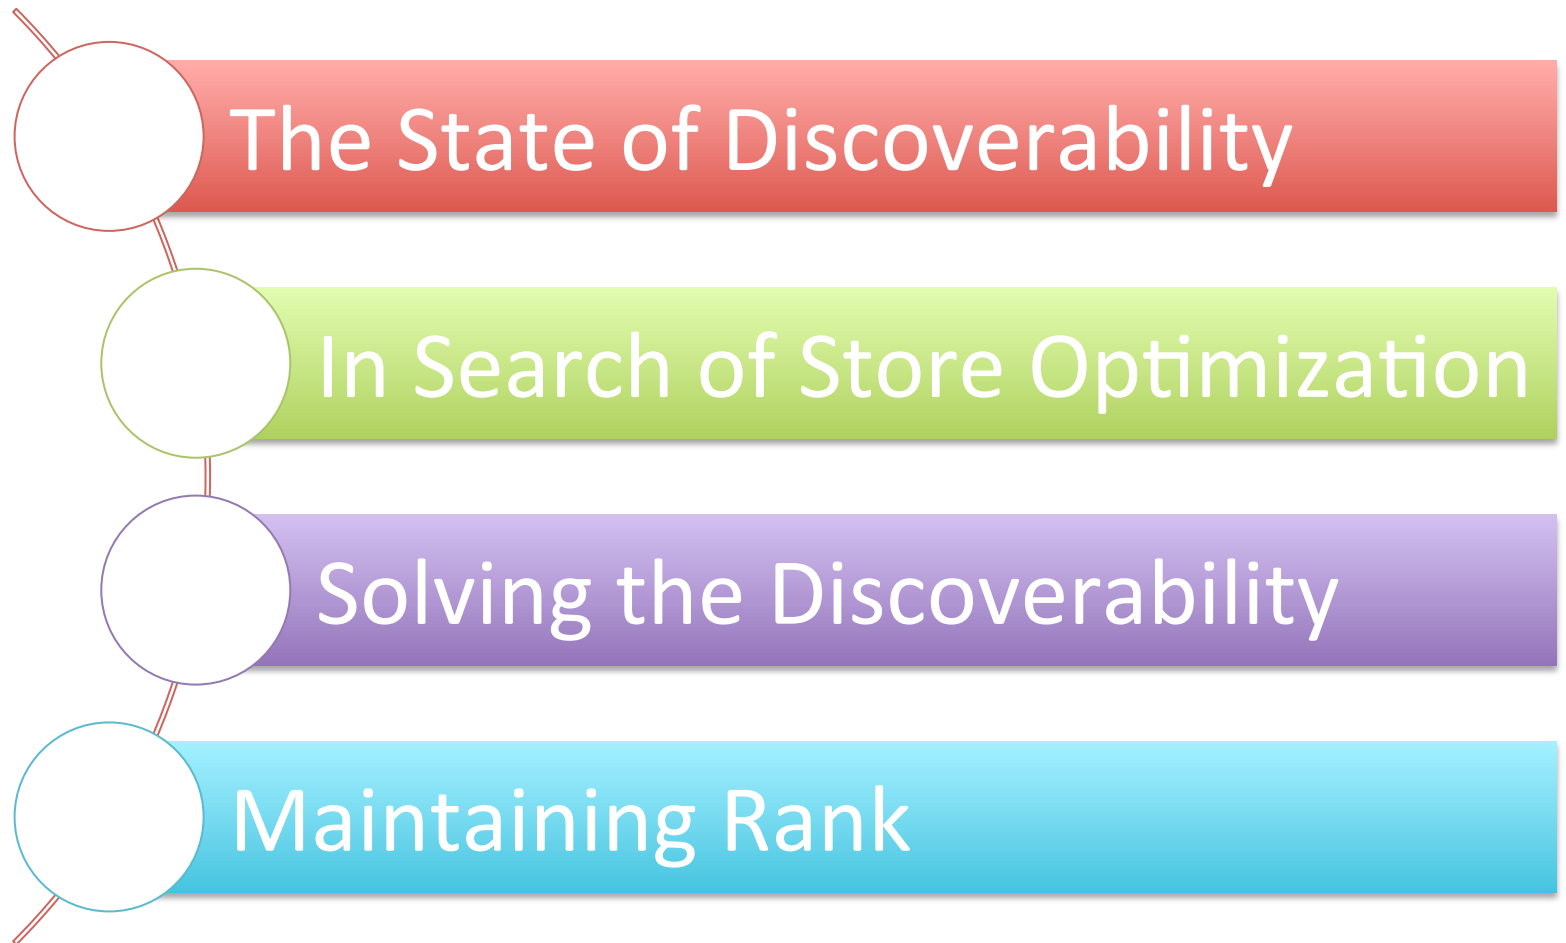 The State of Discoverability
In Search of Store Optimization
Solving the Discoverability
Maintaining Rank